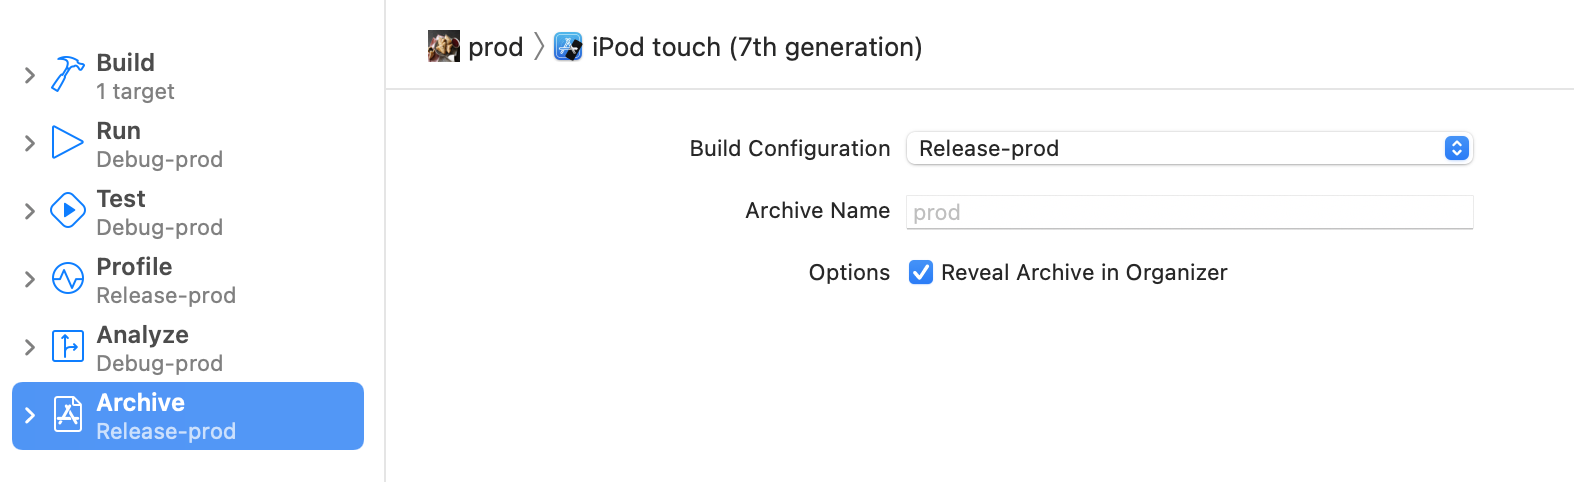 Build
1 target
Run
Debug-prod
Test
Debug-prod
Profile
Release-prod
Analyze
Debug-prod
Archive
Release-prod
prod 〉 iPod touch (7th generation)
Build Configuration Release-prod
Archive Name prod
Options Reveal Archive in Organizer